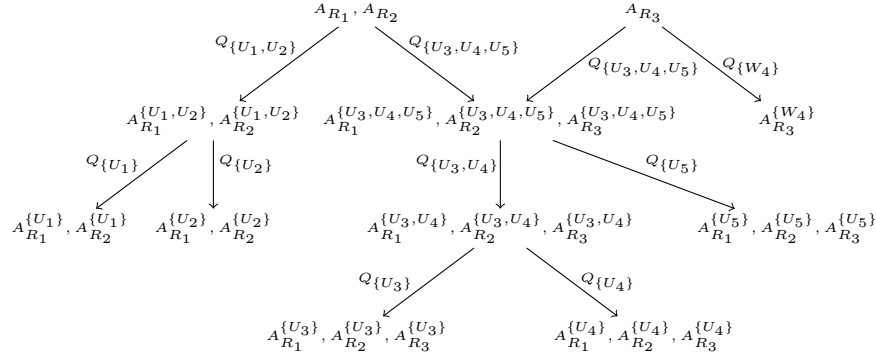 A_{R_1}, A_{R_2} A_{R_3}
Q_{\{U_1,U_2\}} Q_{\{U_3,U_4,U_5\}} Q_{\{U_3,U_4,U_5\}} Q_{\{W_4\}}
A_{R_1}^{\{U_1,U_2\}}, A_{R_2}^{\{U_1,U_2\}} A_{R_1}^{\{U_3,U_4,U_5\}}, A_{R_2}^{\{U_3,U_4,U_5\}}, A_{R_3}^{\{U_3,U_4,U_5\}} A_{R_3}^{\{W_4\}}
Q_{\{U_1\}} Q_{\{U_2\}} Q_{\{U_3,U_4\}} Q_{\{U_5\}}
A_{R_1}^{\{U_1\}}, A_{R_2}^{\{U_1\}} A_{R_1}^{\{U_2\}}, A_{R_2}^{\{U_2\}} A_{R_1}^{\{U_3,U_4\}}, A_{R_2}^{\{U_3,U_4\}}, A_{R_3}^{\{U_3,U_4\}} A_{R_1}^{\{U_5\}}, A_{R_2}^{\{U_5\}}, A_{R_3}^{\{U_5\}}
Q_{\{U_3\}} Q_{\{U_4\}}
A_{R_1}^{\{U_3\}}, A_{R_2}^{\{U_3\}}, A_{R_3}^{\{U_3\}} A_{R_1}^{\{U_4\}}, A_{R_2}^{\{U_4\}}, A_{R_3}^{\{U_4\}}